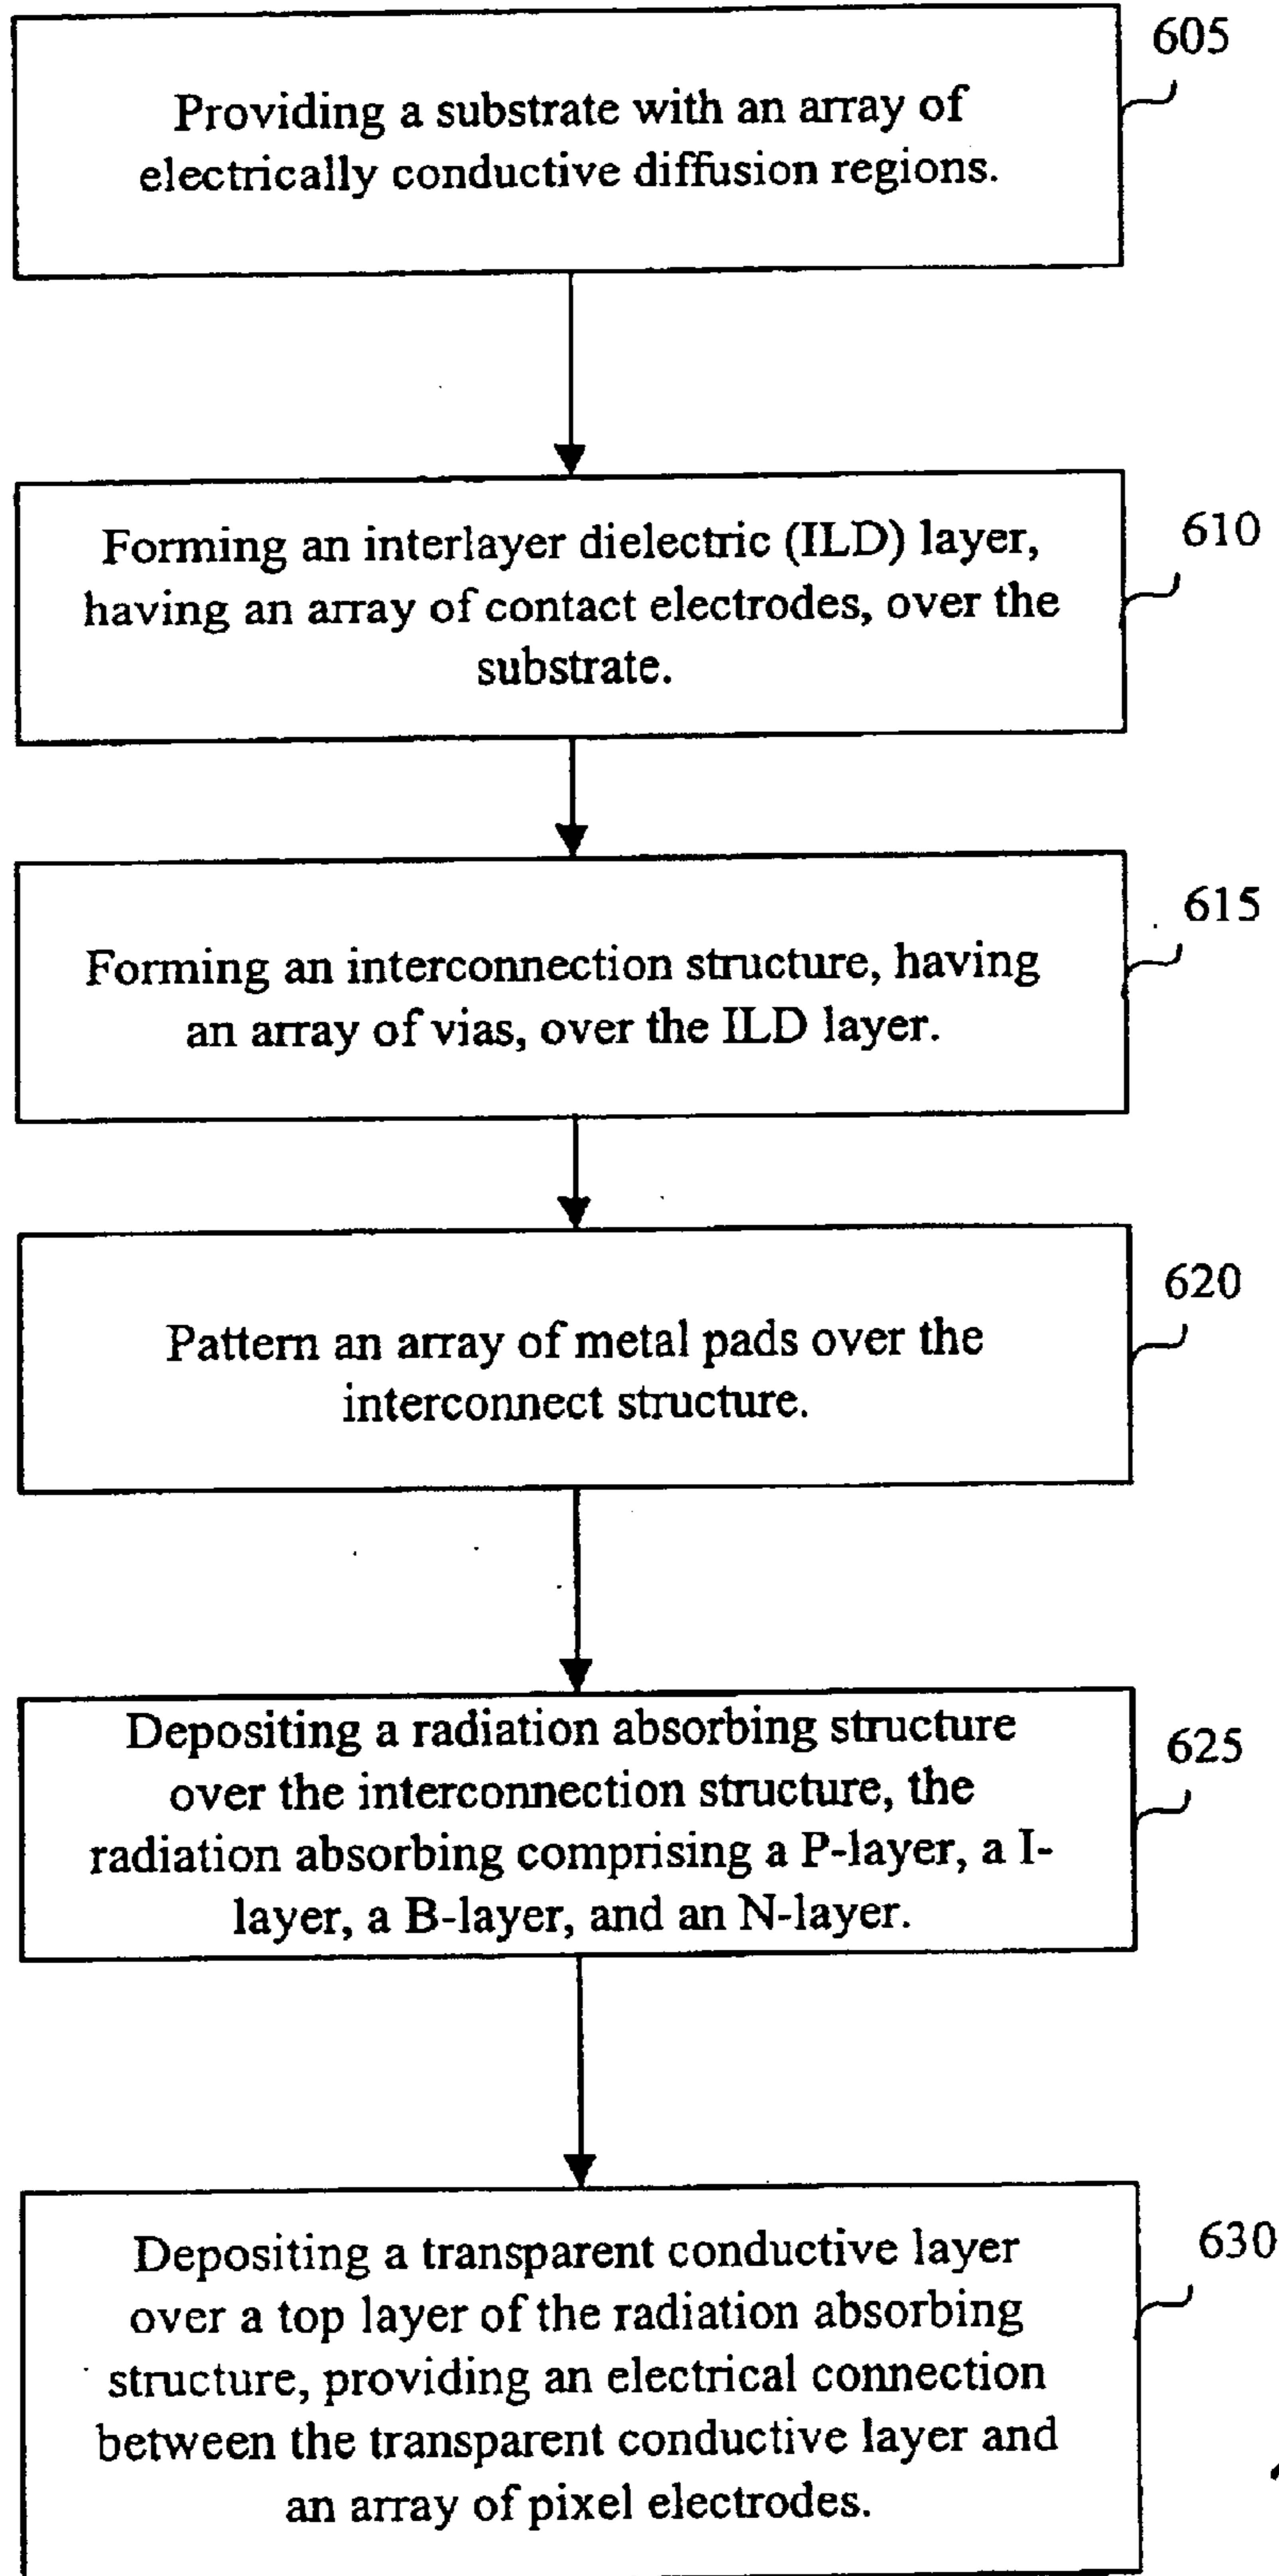 605
Providing a substrate with an array of
electrically conductive diffusion regions.
610
Forming an interlayer dielectric (ILD) layer,
having an array of contact electrodes, over the
substrate.
615
Forming an interconnection structure, having
an array of vias, over the ILD layer.
620
Pattern an array of metal pads over the
interconnect structure.
625
Depositing a radiation absorbing structure
over the interconnection structure, the
radiation absorbing comprising a P-layer, a I-
layer, a B-layer, and an N-layer.
630
Depositing a transparent conductive layer
over a top layer of the radiation absorbing
structure, providing an electrical connection
between the transparent conductive layer and
an array of pixel electrodes.